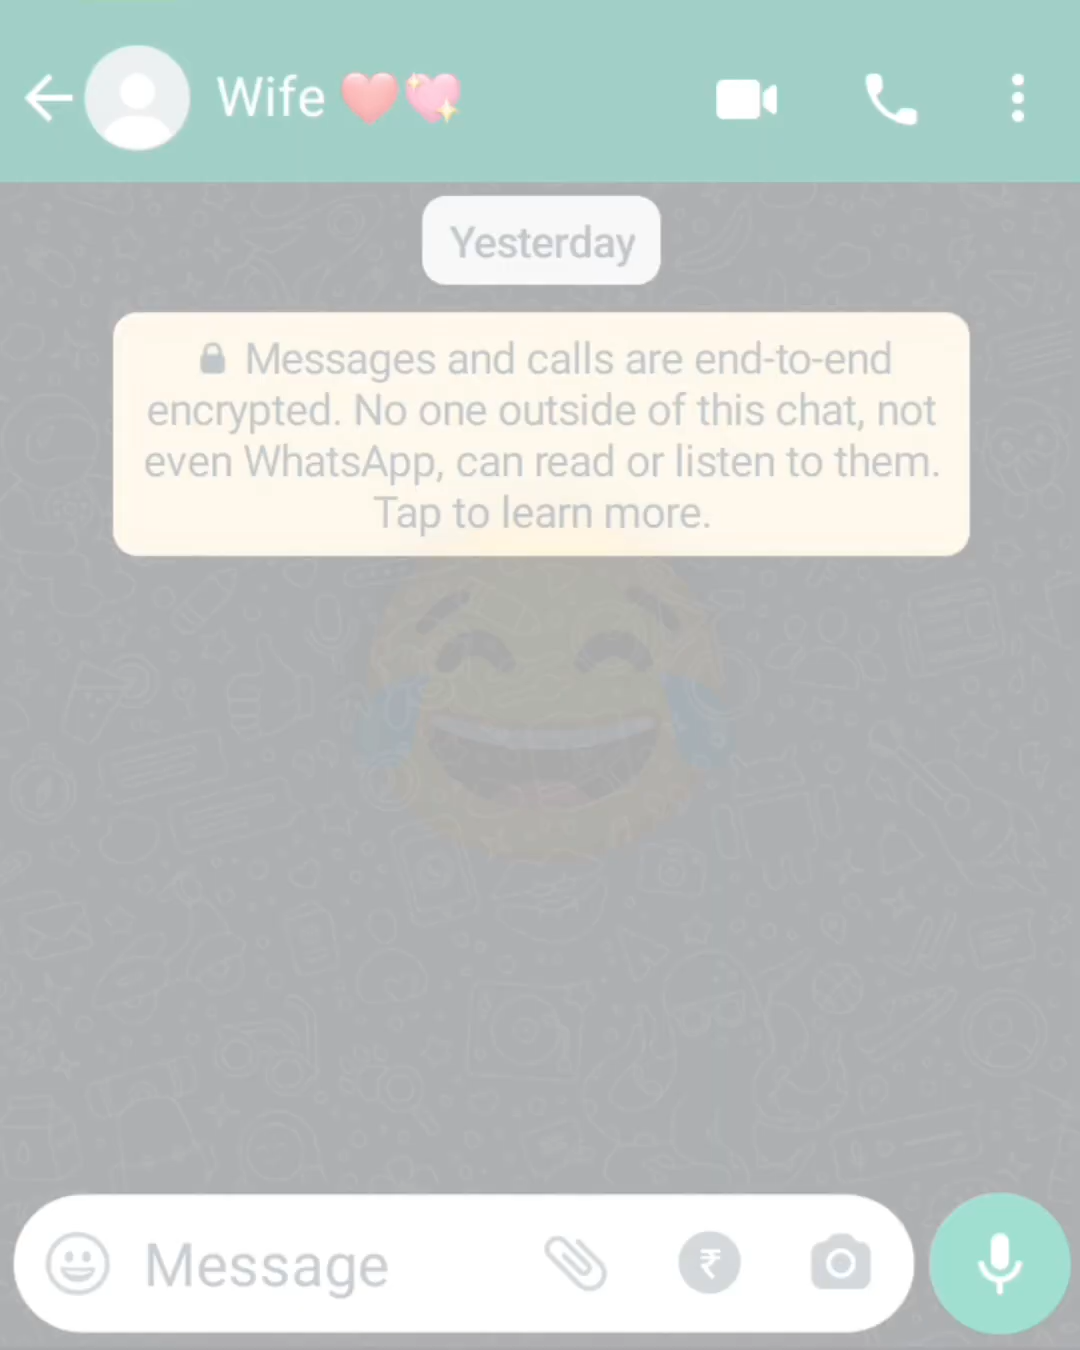 Wife ❤️💖
Yesterday
🔒 Messages and calls are end-to-end
encrypted. No one outside of this chat, not
even WhatsApp, can read or listen to them.
Tap to learn more.
Message
₹